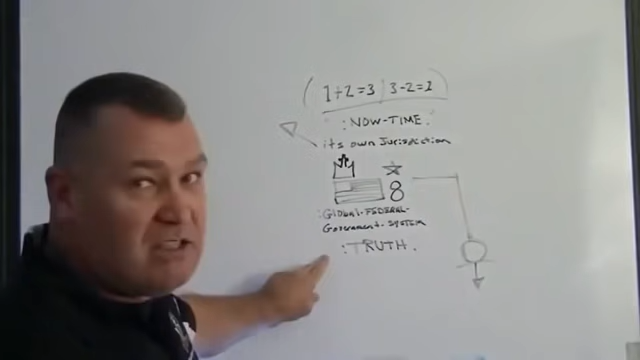 (1+2=3 | 3-2=1)
:NOW-TIME:
its own Jurisdiction
8
:Global-FEDERAL-
Government-SYSTEM
:TRUTH.